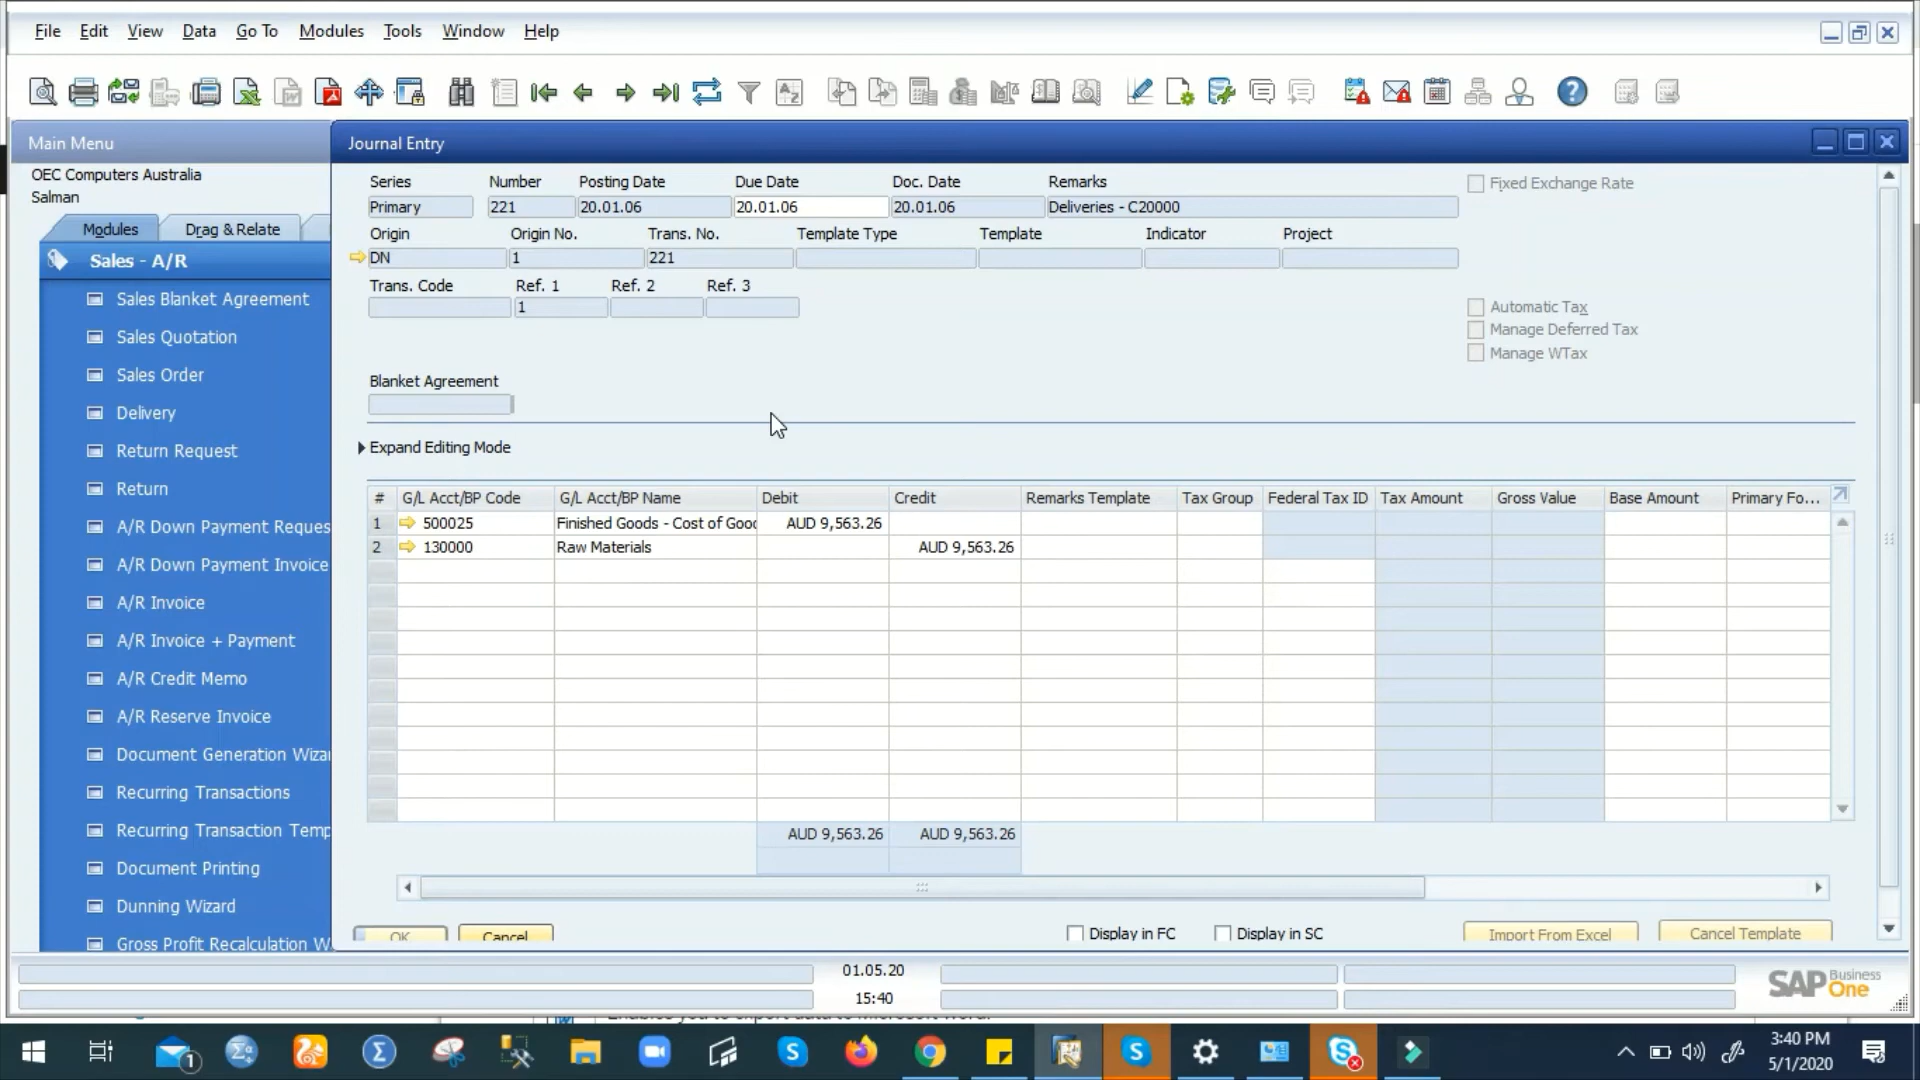 File Edit View Data Go To Modules Tools Window Help
Main Menu
OEC Computers Australia
Salman
Modules Drag & Relate
Sales - A/R
Sales Blanket Agreement
Sales Quotation
Sales Order
Delivery
Return Request
Return
A/R Down Payment Reques
A/R Down Payment Invoice
A/R Invoice
A/R Invoice + Payment
A/R Credit Memo
A/R Reserve Invoice
Document Generation Wizar
Recurring Transactions
Recurring Transaction Temp
Document Printing
Dunning Wizard
Gross Profit Recalculation W
Journal Entry
Series Number Posting Date Due Date Doc. Date Remarks
Primary 221 20.01.06 20.01.06 20.01.06 Deliveries - C20000
Fixed Exchange Rate
Origin Origin No. Trans. No. Template Type Template Indicator Project
DN 1 221
Trans. Code Ref. 1 Ref. 2 Ref. 3
1
Automatic Tax
Manage Deferred Tax
Manage WTax
Blanket Agreement
Expand Editing Mode
# G/L Acct/BP Code G/L Acct/BP Name Debit Credit Remarks Template Tax Group Federal Tax ID Tax Amount Gross Value Base Amount Primary Fo...
1 500025 Finished Goods - Cost of Good AUD 9,563.26
2 130000 Raw Materials AUD 9,563.26
AUD 9,563.26 AUD 9,563.26
OK Cancel Display in FC Display in SC Import From Excel Cancel Template
01.05.20
15:40
SAP Business One
Enables you to export data to Microsoft Word.
1
3:40 PM
5/1/2020